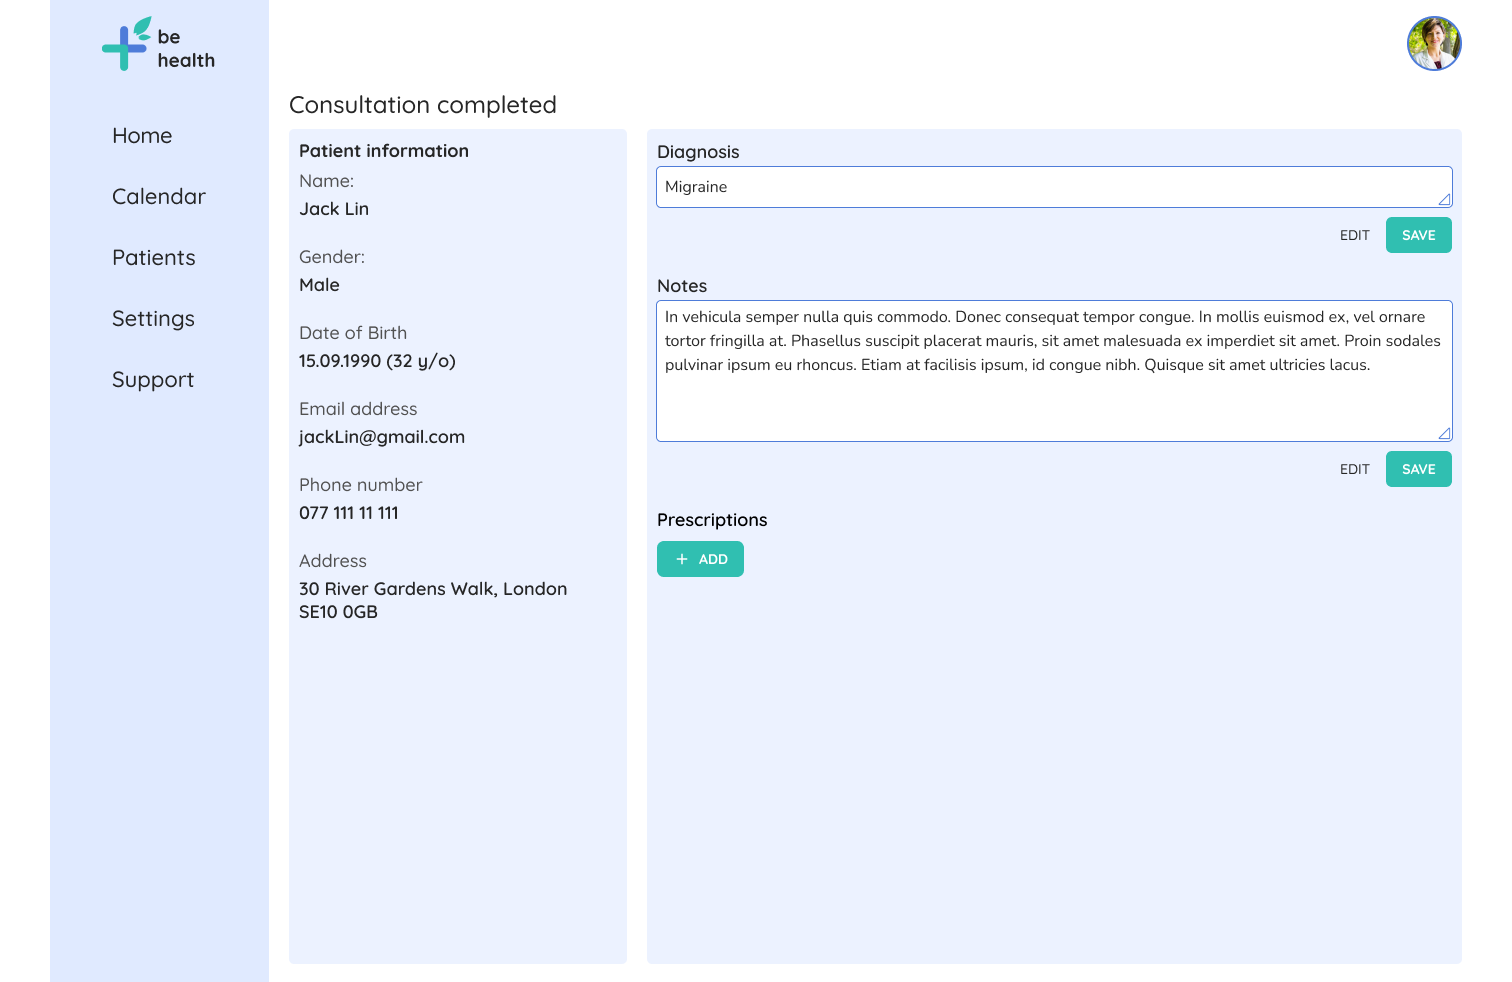 be
health
Home
Calendar
Patients
Settings
Support
Consultation completed
Patient information
Name:
Jack Lin
Gender:
Male
Date of Birth
15.09.1990 (32 y/o)
Email address
jackLin@gmail.com
Phone number
077 111 11 111
Address
30 River Gardens Walk, London
SE10 0GB
Diagnosis
Migraine
EDIT SAVE
Notes
In vehicula semper nulla quis commodo. Donec consequat tempor congue. In mollis euismod ex, vel ornare
tortor fringilla at. Phasellus suscipit placerat mauris, sit amet malesuada ex imperdiet sit amet. Proin sodales
pulvinar ipsum eu rhoncus. Etiam at facilisis ipsum, id congue nibh. Quisque sit amet ultricies lacus.
EDIT SAVE
Prescriptions
+ ADD